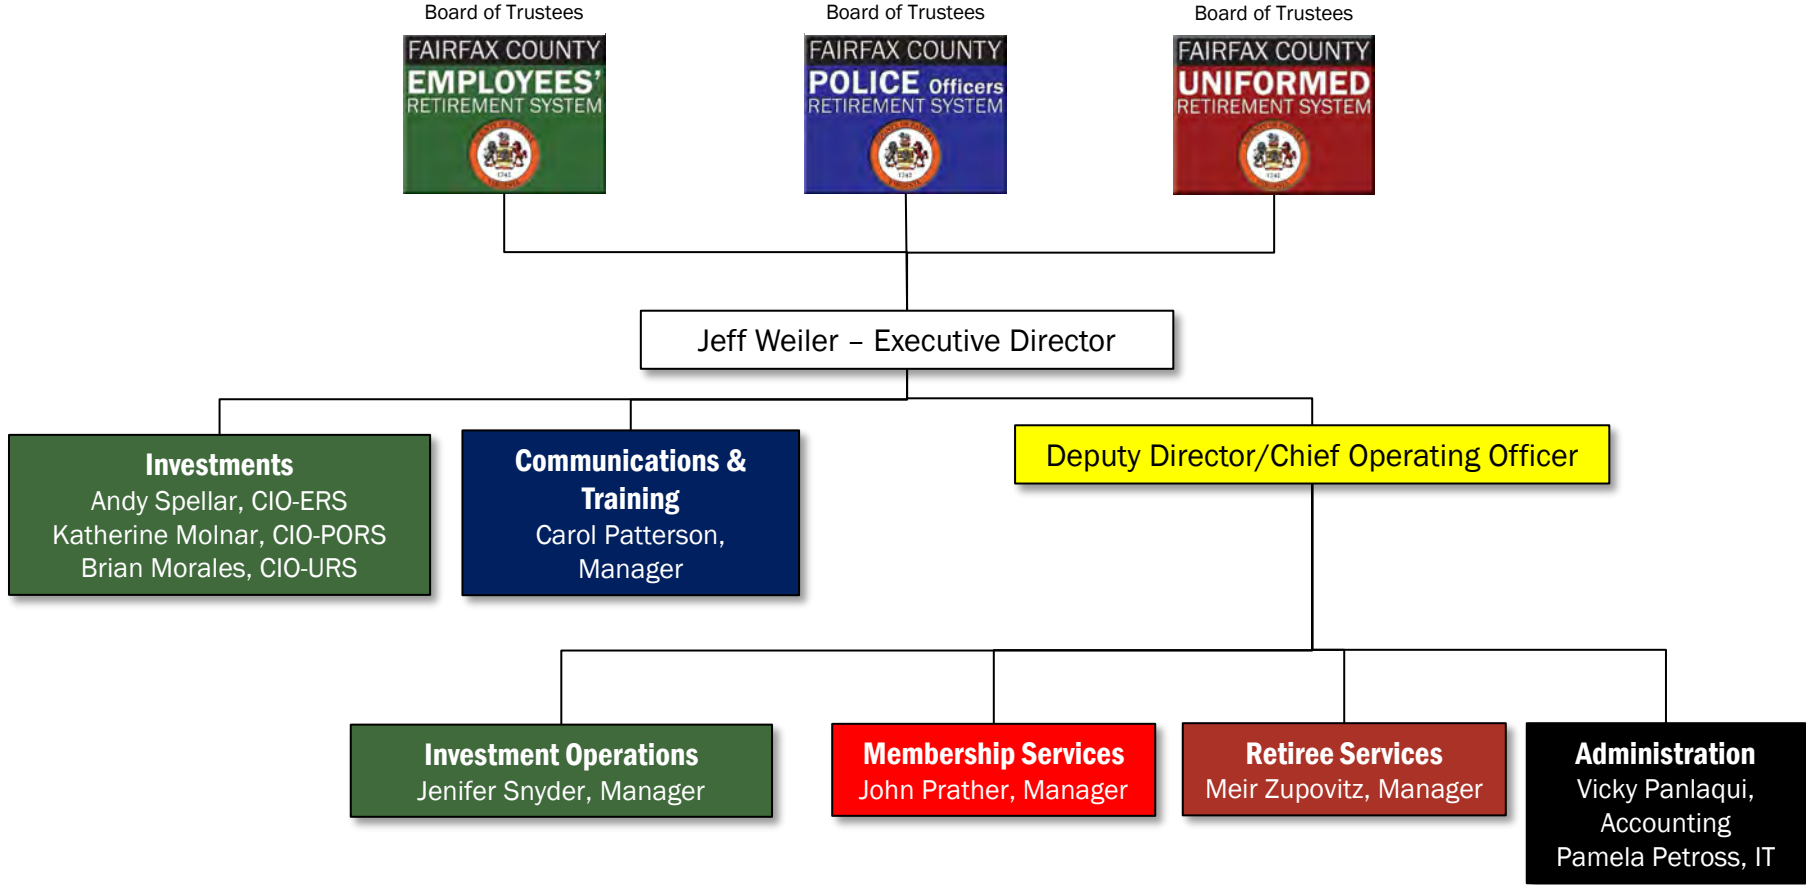 Board of Trustees
Board of Trustees
Board of Trustees
FAIRFAX COUNTY
EMPLOYEES'
RETIREMENT SYSTEM
1742
FAIRFAX COUNTY
POLICE Officers
RETIREMENT SYSTEM
1742
FAIRFAX COUNTY
UNIFORMED
RETIREMENT SYSTEM
1742
Jeff Weiler – Executive Director
Investments
Andy Spellar, CIO-ERS
Katherine Molnar, CIO-PORS
Brian Morales, CIO-URS
Communications &
Training
Carol Patterson,
Manager
Deputy Director/Chief Operating Officer
Investment Operations
Jenifer Snyder, Manager
Membership Services
John Prather, Manager
Retiree Services
Meir Zupovitz, Manager
Administration
Vicky Panlaqui,
Accounting
Pamela Petross, IT